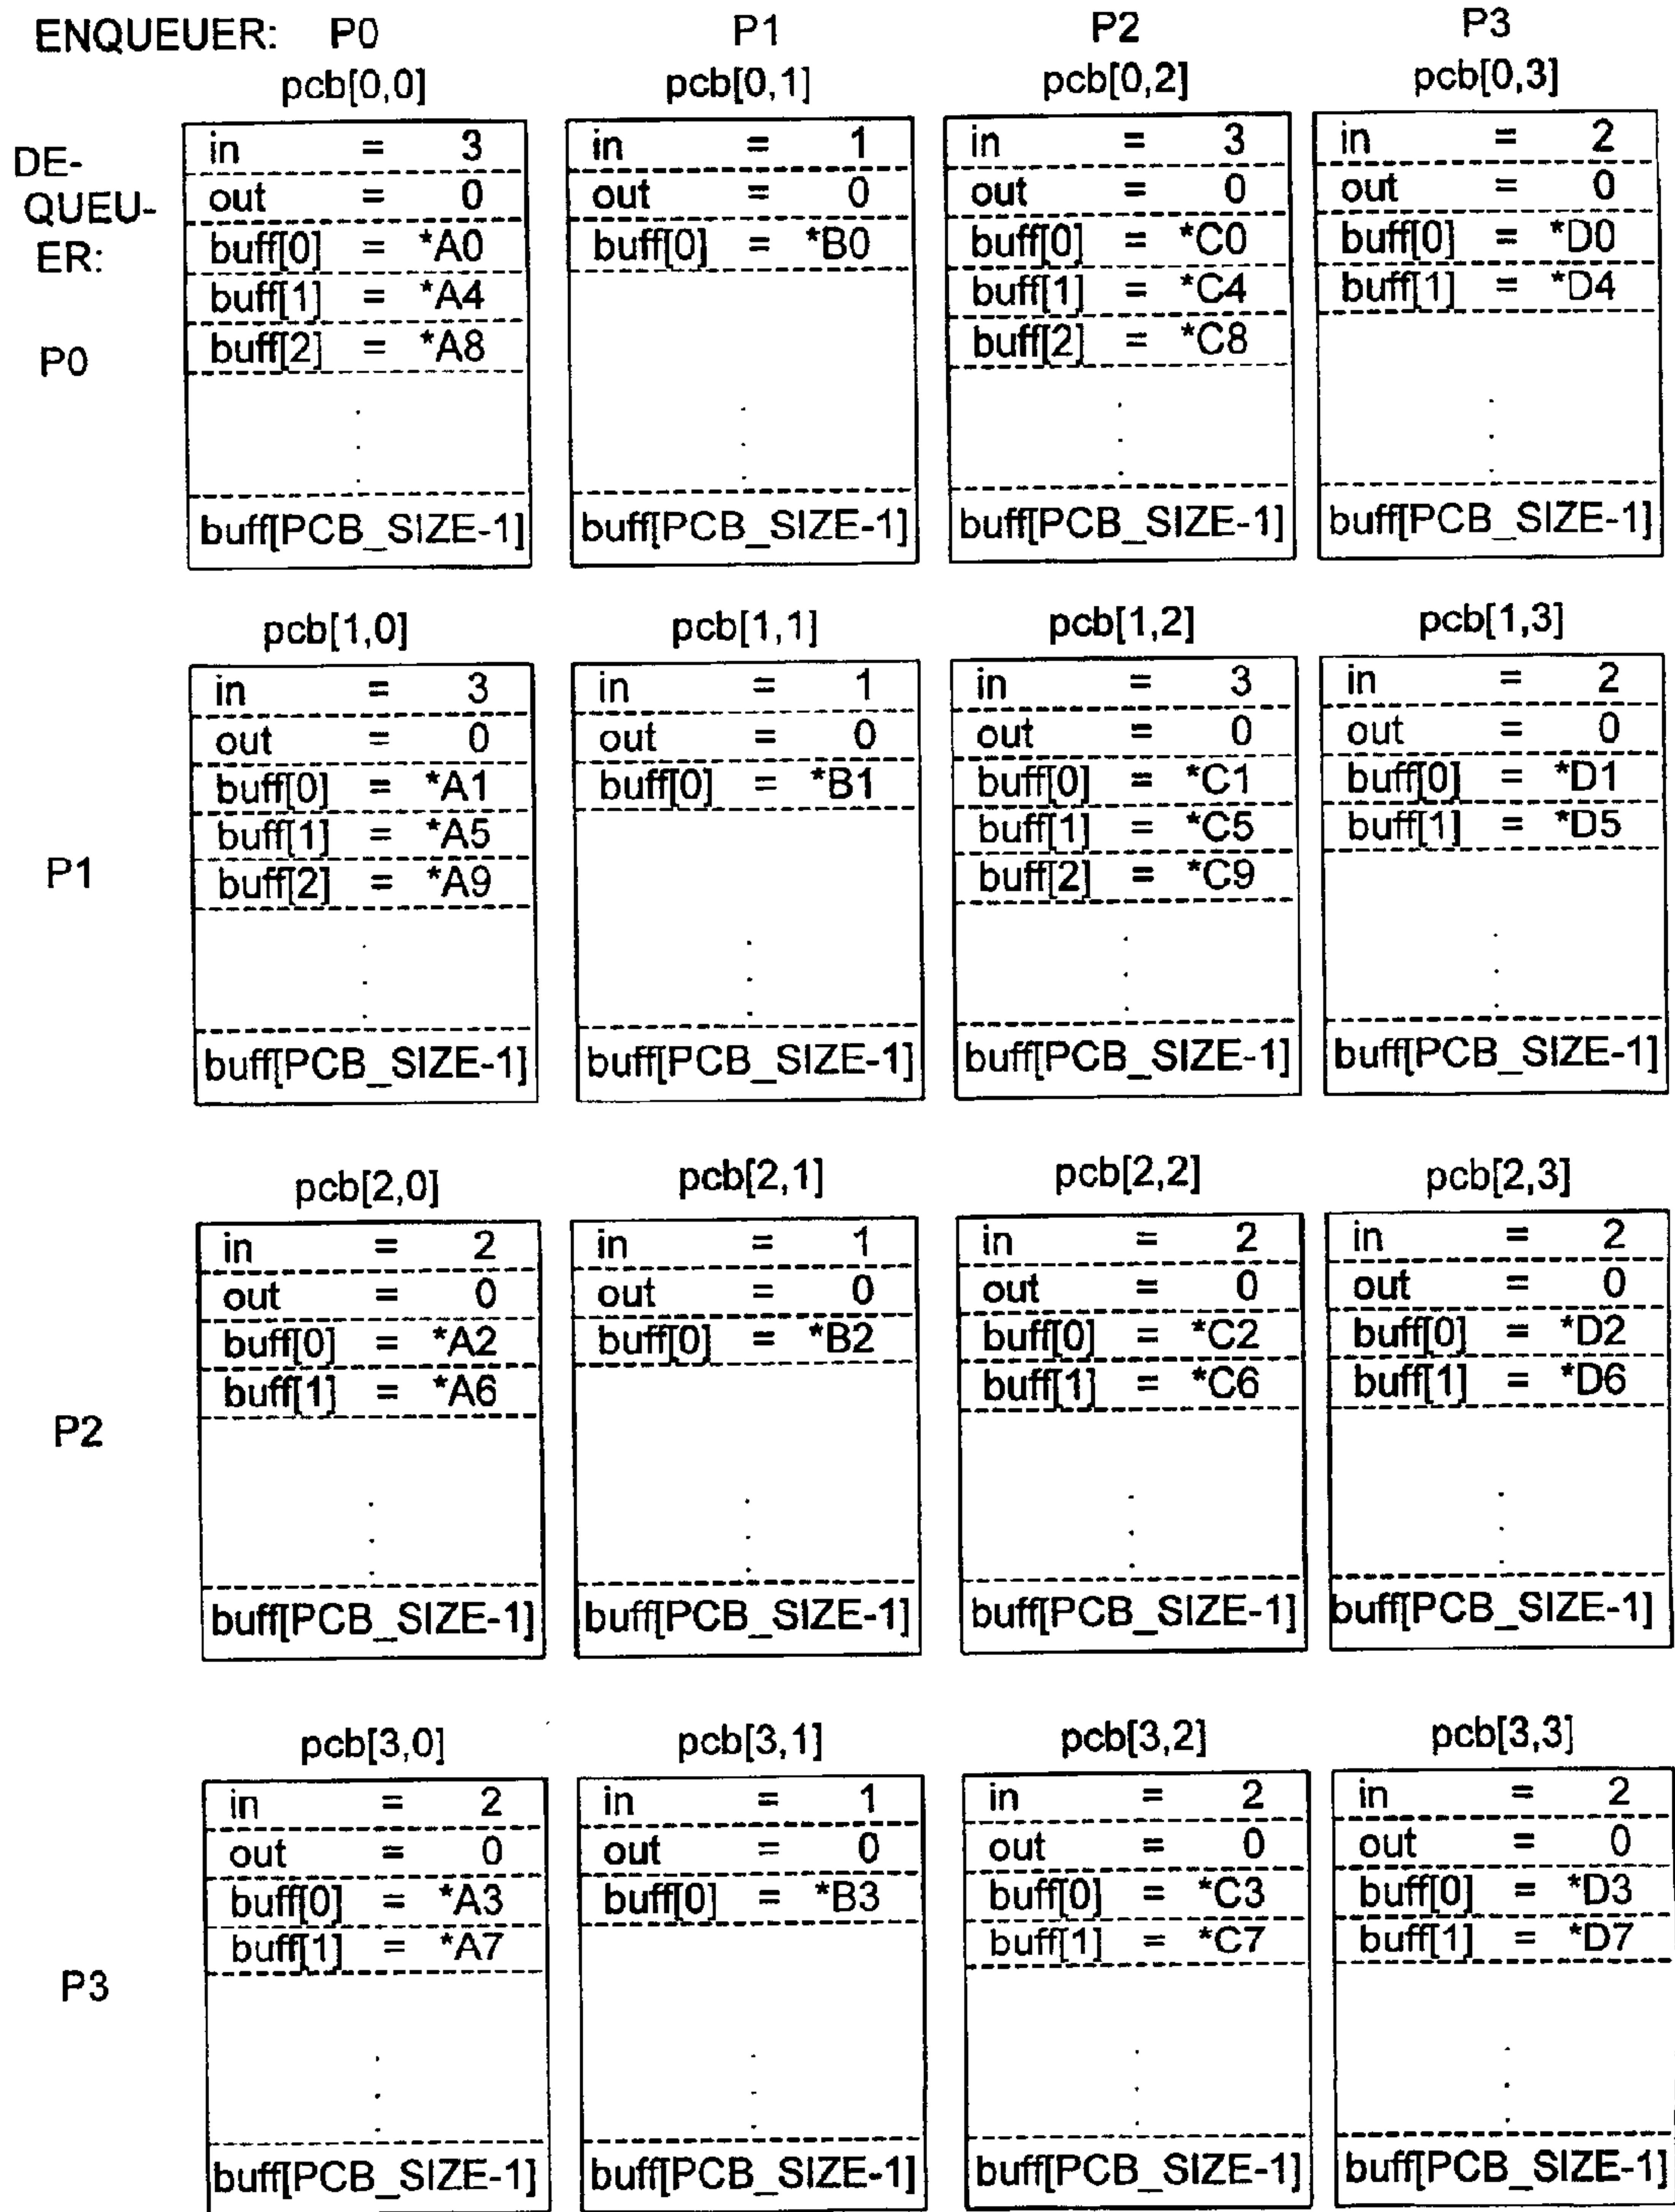 ENQUEUER: P0 P1 P2 P3
pcb[0,0] pcb[0,1] pcb[0,2] pcb[0,3]
DE-
QUEU-
ER:
P0
in = 3 in = 1 in = 3 in = 2
out = 0 out = 0 out = 0 out = 0
buff[0] = *A0 buff[0] = *B0 buff[0] = *C0 buff[0] = *D0
buff[1] = *A4 buff[1] = *C4 buff[1] = *D4
buff[2] = *A8 buff[2] = *C8
buff[PCB_SIZE-1] buff[PCB_SIZE-1] buff[PCB_SIZE-1] buff[PCB_SIZE-1]
pcb[1,0] pcb[1,1] pcb[1,2] pcb[1,3]
P1
in = 3 in = 1 in = 3 in = 2
out = 0 out = 0 out = 0 out = 0
buff[0] = *A1 buff[0] = *B1 buff[0] = *C1 buff[0] = *D1
buff[1] = *A5 buff[1] = *C5 buff[1] = *D5
buff[2] = *A9 buff[2] = *C9
buff[PCB_SIZE-1] buff[PCB_SIZE-1] buff[PCB_SIZE-1] buff[PCB_SIZE-1]
pcb[2,0] pcb[2,1] pcb[2,2] pcb[2,3]
P2
in = 2 in = 1 in = 2 in = 2
out = 0 out = 0 out = 0 out = 0
buff[0] = *A2 buff[0] = *B2 buff[0] = *C2 buff[0] = *D2
buff[1] = *A6 buff[1] = *C6 buff[1] = *D6
buff[PCB_SIZE-1] buff[PCB_SIZE-1] buff[PCB_SIZE-1] buff[PCB_SIZE-1]
pcb[3,0] pcb[3,1] pcb[3,2] pcb[3,3]
P3
in = 2 in = 1 in = 2 in = 2
out = 0 out = 0 out = 0 out = 0
buff[0] = *A3 buff[0] = *B3 buff[0] = *C3 buff[0] = *D3
buff[1] = *A7 buff[1] = *C7 buff[1] = *D7
buff[PCB_SIZE-1] buff[PCB_SIZE-1] buff[PCB_SIZE-1] buff[PCB_SIZE-1]